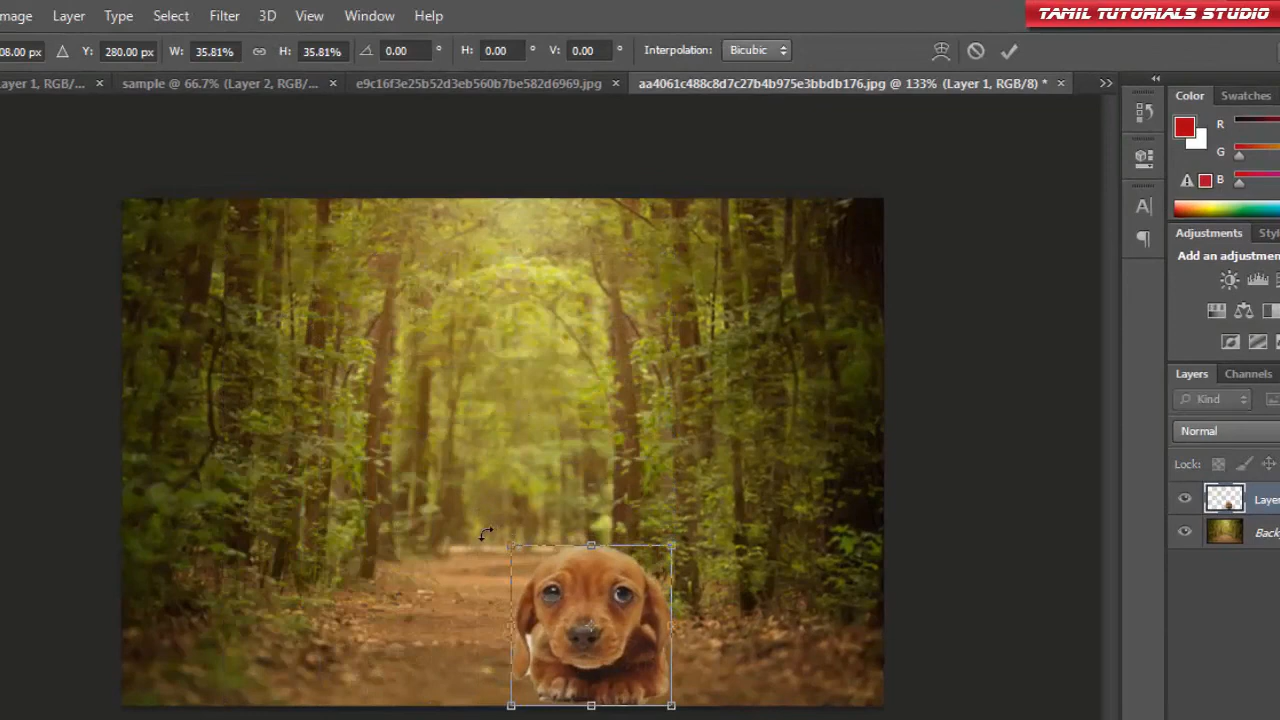 mage Layer Type Select Filter 3D View Window Help
TAMIL TUTORIALS STUDIO
08.00 px Y: 280.00 px W: 35.81% H: 35.81% 0.00 ° H: 0.00 ° V: 0.00 ° Interpolation: Bicubic
ayer 1, RGB/... × sample @ 66.7% (Layer 2, RGB/... × e9c16f3e25b52d3eb560b7be582d6969.jpg × aa4061c488c8d7c27b4b975e3bbdb176.jpg @ 133% (Layer 1, RGB/8) * ×
Color Swatches
R
G
B
A
Adjustments Styl
Add an adjustmen
Layers Channels
Kind
Normal
Lock:
Laye
Back